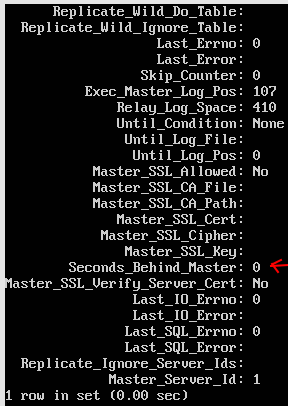 Replicate_Wild_Do_Table:
Replicate_Wild_Ignore_Table:
Last_Errno: 0
Last_Error:
Skip_Counter: 0
Exec_Master_Log_Pos: 107
Relay_Log_Space: 410
Until_Condition: None
Until_Log_File:
Until_Log_Pos: 0
Master_SSL_Allowed: No
Master_SSL_CA_File:
Master_SSL_CA_Path:
Master_SSL_Cert:
Master_SSL_Cipher:
Master_SSL_Key:
Seconds_Behind_Master: 0
Master_SSL_Verify_Server_Cert: No
Last_IO_Errno: 0
Last_IO_Error:
Last_SQL_Errno: 0
Last_SQL_Error:
Replicate_Ignore_Server_Ids:
Master_Server_Id: 1
1 row in set (0.00 sec)